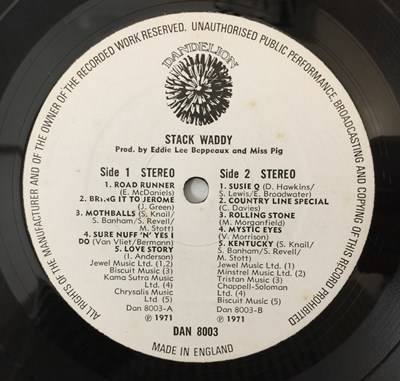 ALL RIGHTS OF THE MANUFACTURER AND OF THE OWNER OF THE RECORDED WORK RESERVED. UNAUTHORISED PUBLIC PERFORMANCE, BROADCASTING AND COPYING OF THIS RECORD PROHIBITED
DANDELION
STACK WADDY
Prod. by Eddie Lee Beppeaux and Miss Pig
Side 1 STEREO
1. ROAD RUNNER
(E. McDaniels)
2. BRING IT TO JEROME
(J. Green)
3. MOTHBALLS (S. Knail/
S. Banham/S. Revell/
M. Stott)
4. SURE NUFF 'N' YES I
DO (Van Vliet/Bermann)
5. LOVE STORY
(I. Anderson)
Jewel Music Ltd. (1,2)
Biscuit Music (3)
Kama Sutra Music
Ltd. (4)
Chrysalis Music
Ltd (5)
Dan 8003-A
℗ 1971
Side 2 STEREO
1. SUSIE Q (D. Hawkins/
S. Lewis/E. Broadwater)
2. COUNTRY LINE SPECIAL
(C. Davies)
3. ROLLING STONE
(M. Morganfield)
4. MYSTIC EYES
(V. Morrison)
5. KENTUCKY (S. Knail/
S. Banham/S. Revell/
M. Stott)
Jewel Music Ltd. (1)
Minstrel Music Ltd. (2)
Tristan Music (3)
Chappell-Soloman
Ltd. (4)
Biscuit Music (5)
Dan 8003-B
℗ 1971
DAN 8003
MADE IN ENGLAND